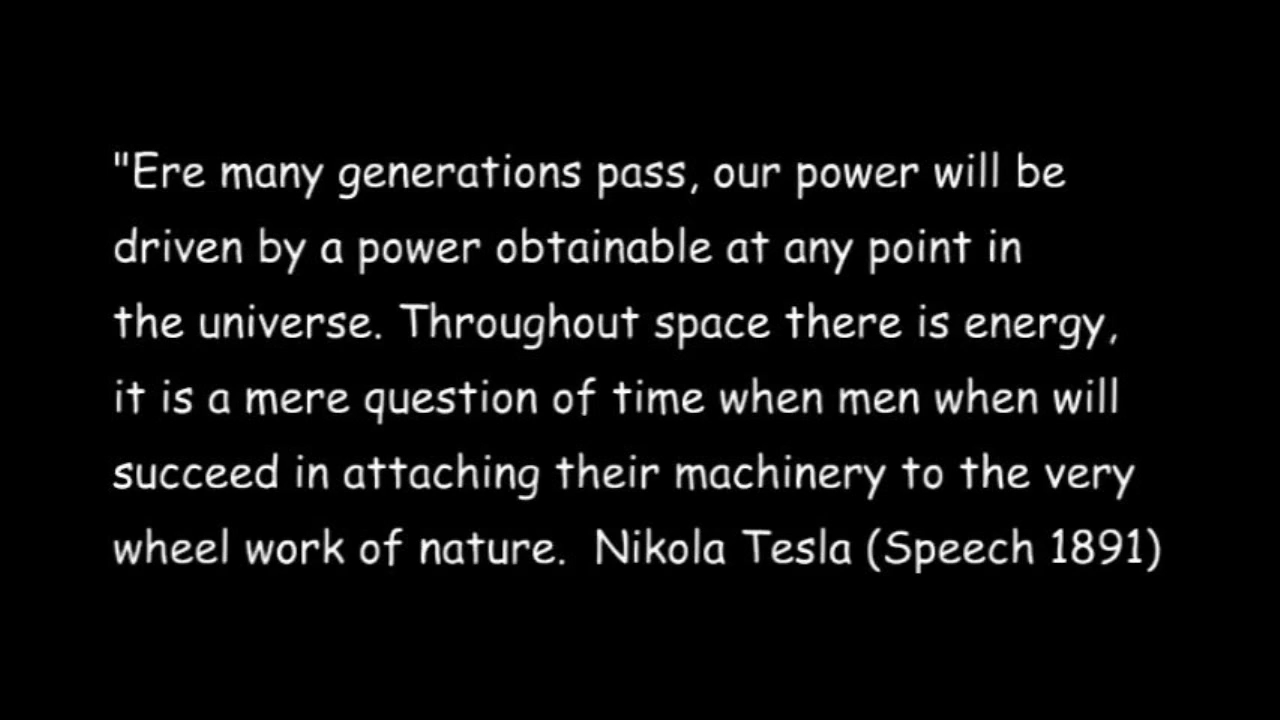 "Ere many generations pass, our power will be
driven by a power obtainable at any point in
the universe. Throughout space there is energy,
it is a mere question of time when men when will
succeed in attaching their machinery to the very
wheel work of nature.  Nikola Tesla (Speech 1891)